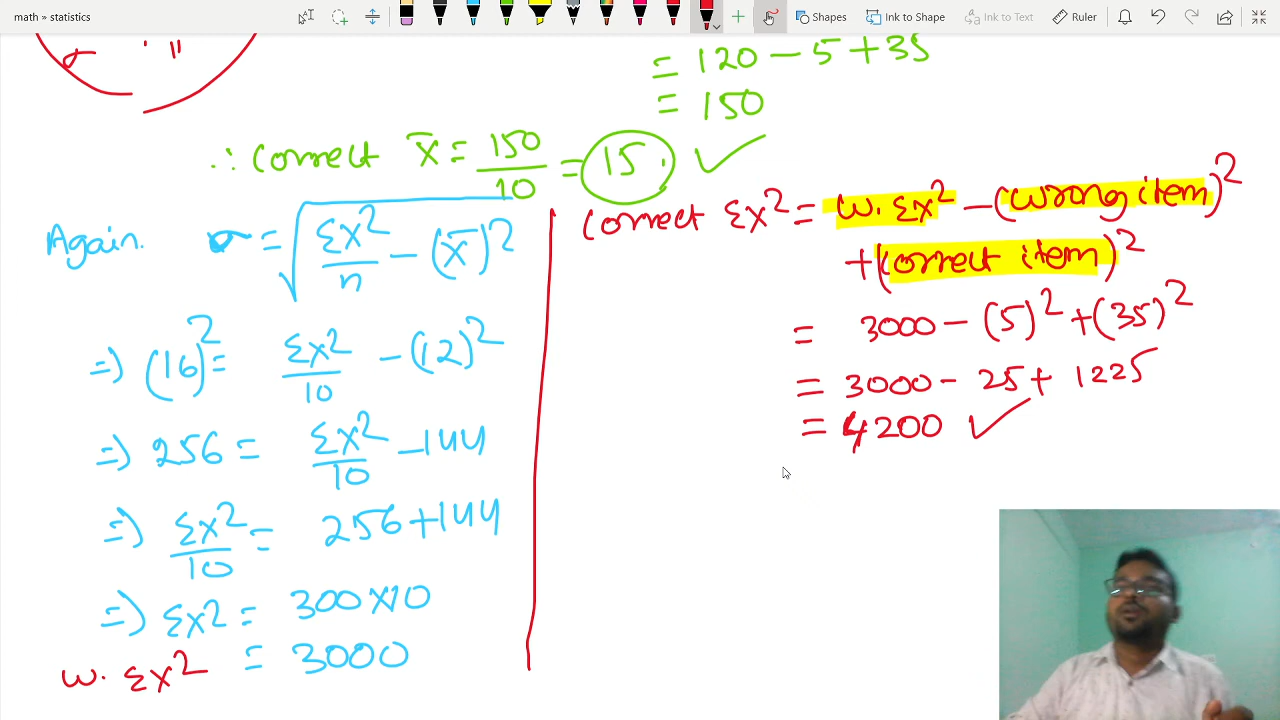 math » statistics
Shapes Ink to Shape Ink to Text Ruler
= 120 - 5 + 35
= 150
∴ Correct x̄ = 150/10 = 15. ✓
Again. σ = √(Σx²/n - (x̄)²)
⇒ (16)² = Σx²/10 - (12)²
⇒ 256 = Σx²/10 - 144
⇒ Σx²/10 = 256 + 144
⇒ Σx² = 300×10
w. Σx² = 3000
Correct Σx² = w. Σx² - (wrong item)²
+ (correct item)²
= 3000 - (5)² + (35)²
= 3000 - 25 + 1225
= 4200 ✓